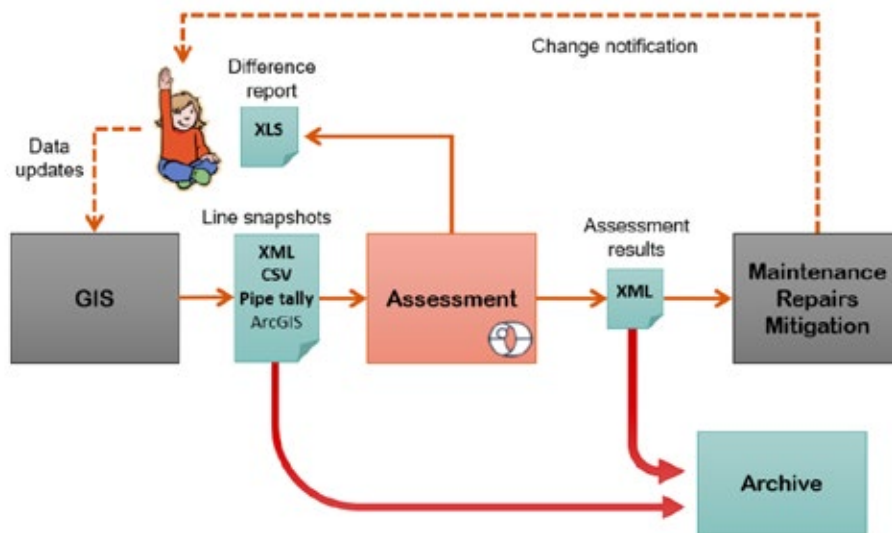 Change notification
Difference
report
XLS
Data
updates
Line snapshots
XML
CSV
Pipe tally
ArcGIS
GIS
Assessment
Assessment
results
XML
Maintenance
Repairs
Mitigation
Archive